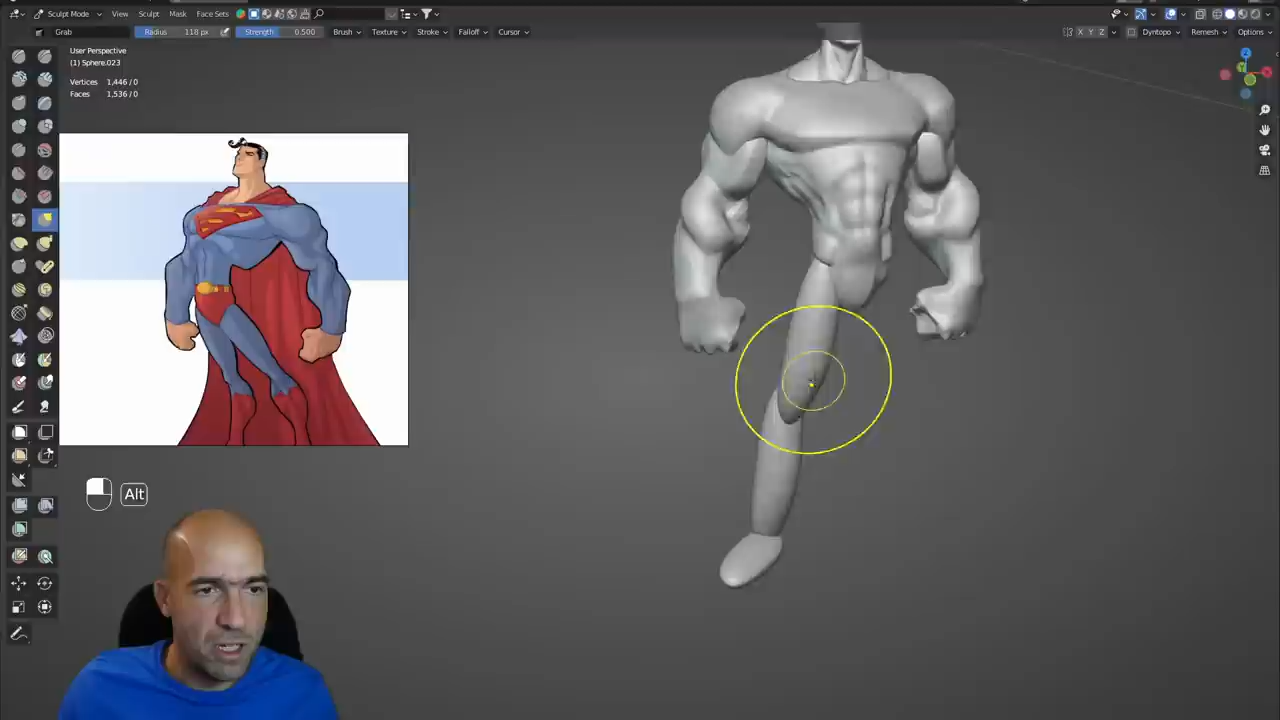 Sculpt Mode View Sculpt Mask Face Sets Dyntopo Remesh Options
Grab Radius 118 px Strength 0.500 Brush Texture Stroke Falloff Cursor X Y Z
User Perspective
(1) Sphere.023
Vertices 1,446 / 0
Faces 1,536 / 0
Z
Alt